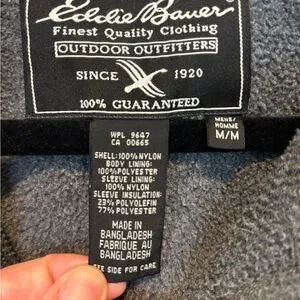 Eddie Bauer
Finest Quality Clothing
OUTDOOR OUTFITTERS
SINCE 1920
100% GUARANTEED
MENS/
HOMME
M/M
WPL 9647
CA 00665
SHELL:100%NYLON
BODY LINING:
100%POLYESTER
SLEEVE LINING:
100% NYLON
SLEEVE INSULATION:
23% POLYOLEFIN
77% POLYESTER
MADE IN
BANGLADESH
FABRIQUE AU
BANGLADESH
SEE SIDE FOR CARE